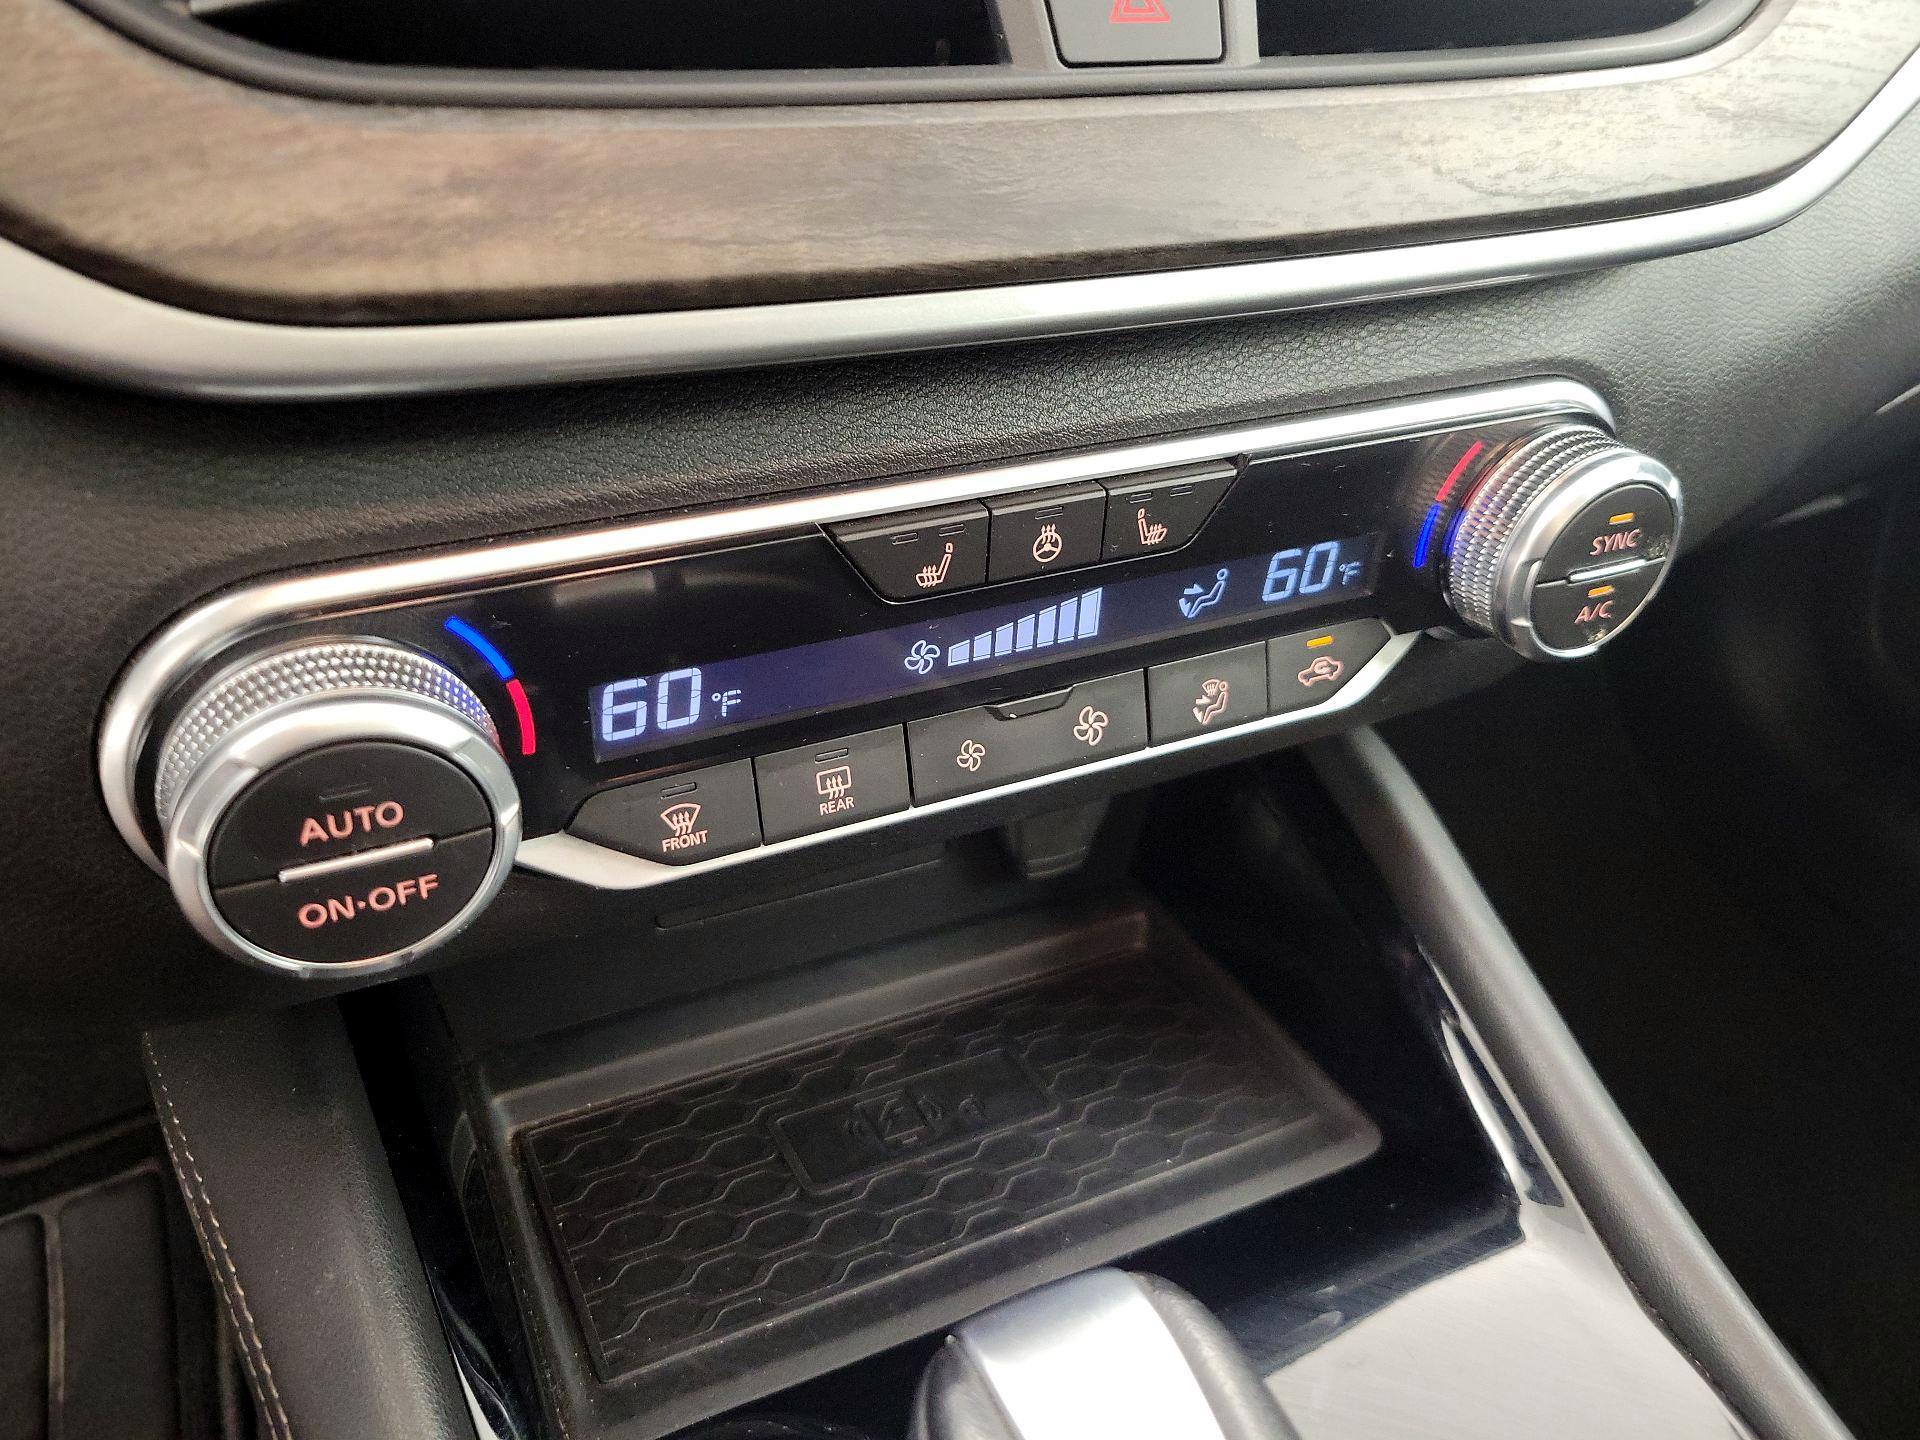 60°F
60°F
SYNC
A/C
AUTO
ON•OFF
FRONT
REAR